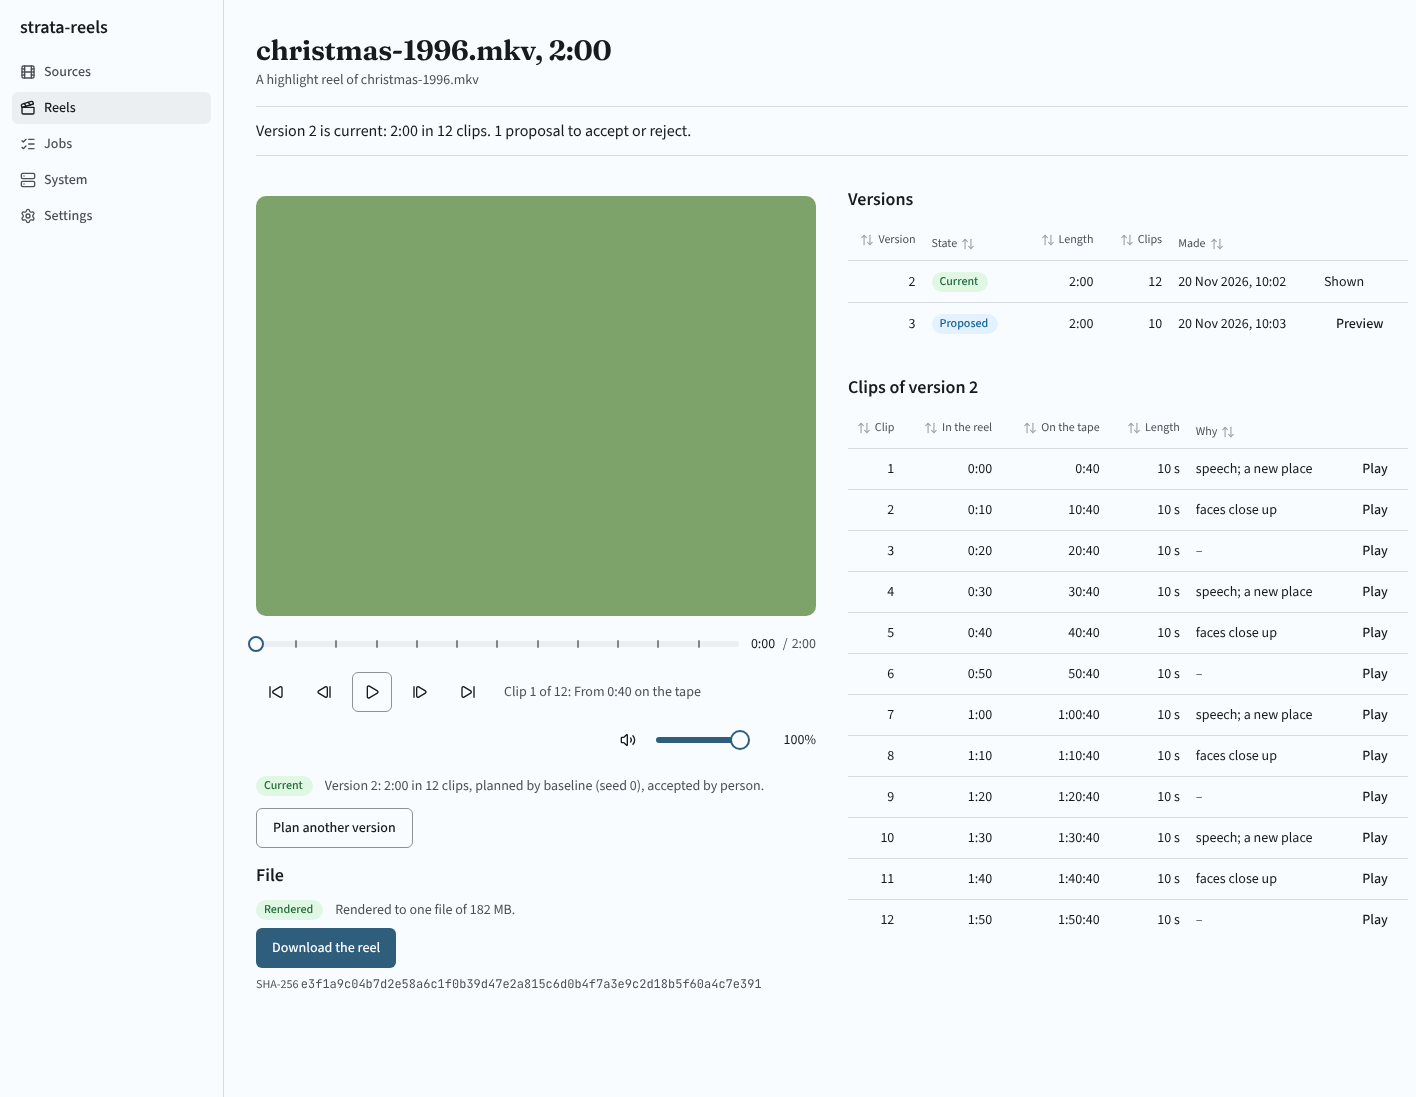 strata-reels
Sources
Reels
Jobs
System
Settings
christmas-1996.mkv, 2:00
A highlight reel of christmas-1996.mkv
Version 2 is current: 2:00 in 12 clips. 1 proposal to accept or reject.
0:00 / 2:00
Clip 1 of 12: From 0:40 on the tape
100%
Current Version 2: 2:00 in 12 clips, planned by baseline (seed 0), accepted by person.
Plan another version
File
Rendered Rendered to one file of 182 MB.
Download the reel
SHA-256 e3f1a9c04b7d2e58a6c1f0b39d47e2a815c6d0b4f7a3e9c2d18b5f60a4c7e391
Versions
Version State Length Clips Made
2 Current 2:00 12 20 Nov 2026, 10:02 Shown
3 Proposed 2:00 10 20 Nov 2026, 10:03 Preview
Clips of version 2
Clip In the reel On the tape Length Why
1 0:00 0:40 10 s speech; a new place Play
2 0:10 10:40 10 s faces close up Play
3 0:20 20:40 10 s – Play
4 0:30 30:40 10 s speech; a new place Play
5 0:40 40:40 10 s faces close up Play
6 0:50 50:40 10 s – Play
7 1:00 1:00:40 10 s speech; a new place Play
8 1:10 1:10:40 10 s faces close up Play
9 1:20 1:20:40 10 s – Play
10 1:30 1:30:40 10 s speech; a new place Play
11 1:40 1:40:40 10 s faces close up Play
12 1:50 1:50:40 10 s – Play